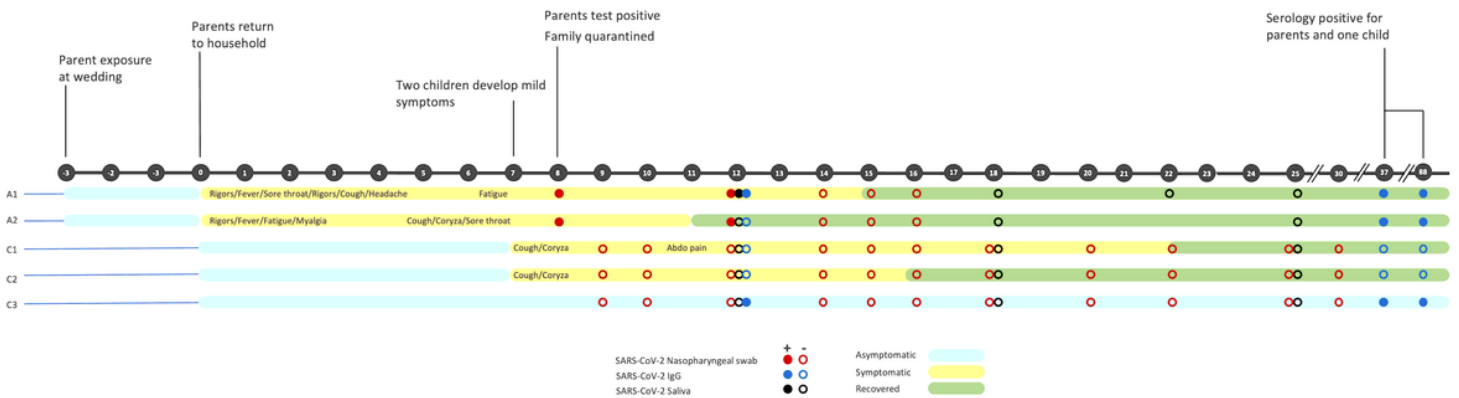 Parent exposure
at wedding
Parents return
to household
Two children develop mild
symptoms
Parents test positive
Family quarantined
Serology positive for
parents and one child
-3 -2 -3 0 1 2 3 4 5 6 7 8 9 10 11 12 13 14 15 16 17 18 19 20 21 22 23 24 25 30 37 88
A1 Rigors/Fever/Sore throat/Rigors/Cough/Headache Fatigue
A2 Rigors/Fever/Fatigue/Myalgia Cough/Coryza/Sore throat
C1 Cough/Coryza Abdo pain
C2 Cough/Coryza
C3
+ -
SARS-CoV-2 Nasopharyngeal swab
SARS-CoV-2 IgG
SARS-CoV-2 Saliva
Asymptomatic
Symptomatic
Recovered